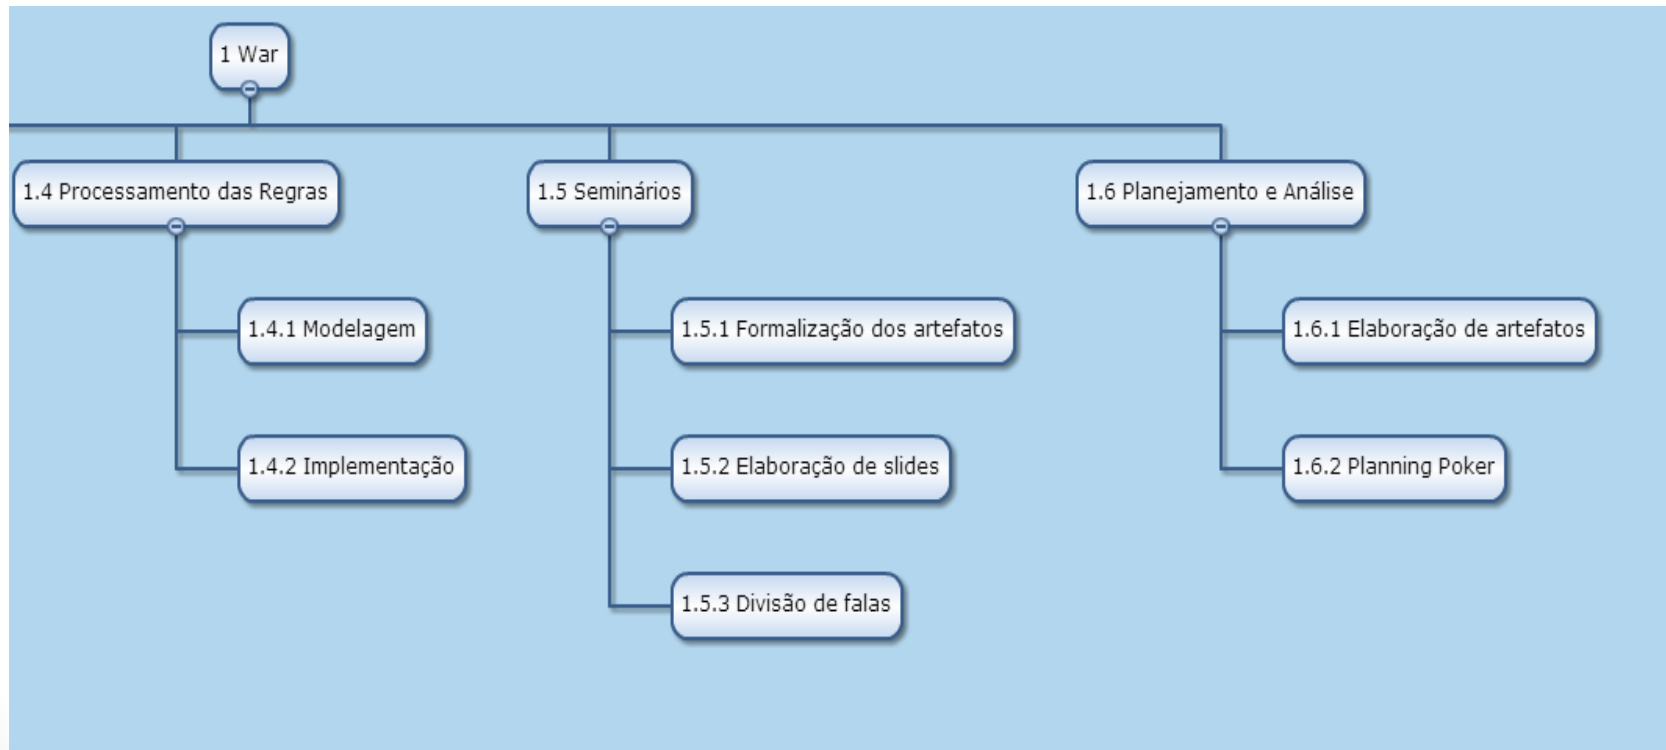 1 War
1.4 Processamento das Regras
1.5 Seminários
1.6 Planejamento e Análise
1.4.1 Modelagem
1.5.1 Formalização dos artefatos
1.6.1 Elaboração de artefatos
1.4.2 Implementação
1.5.2 Elaboração de slides
1.6.2 Planning Poker
1.5.3 Divisão de falas